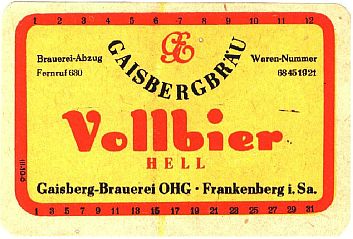 1 2 3 4 5 6 7 8 9 10 11 12
GB
GAISBERGBRÄU
Brauerei-Abzug
Fernruf 680
Waren-Nummer
68451921
Vollbier
HELL
Gaisberg-Brauerei OHG · Frankenberg i. Sa.
1 3 5 7 9 11 13 15 17 19 21 23 25 27 29 31